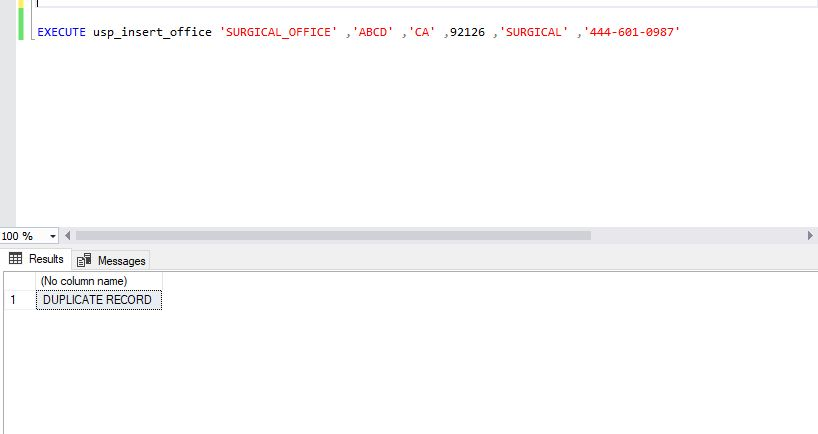 EXECUTE usp_insert_office 'SURGICAL_OFFICE' ,'ABCD' ,'CA' ,92126 ,'SURGICAL' ,'444-601-0987'
100 %
Results Messages
(No column name)
1 DUPLICATE RECORD